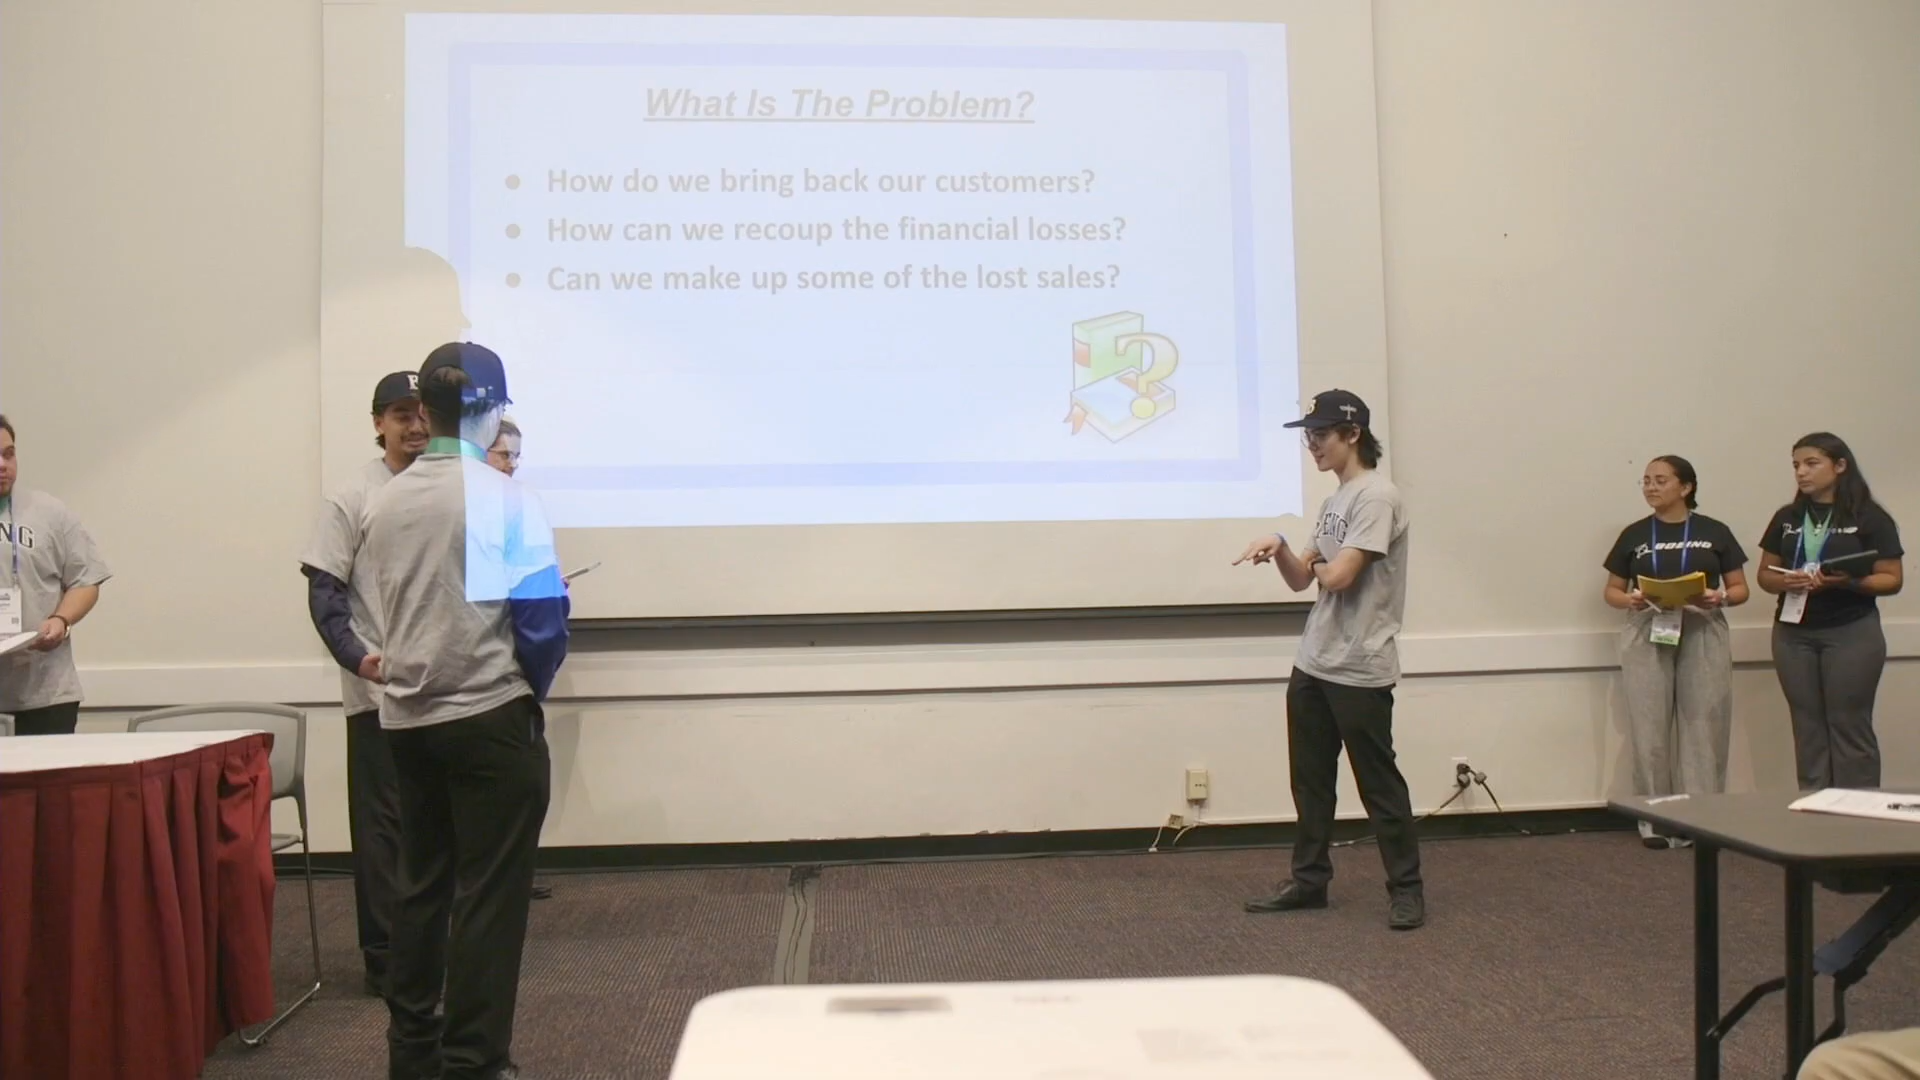 What Is The Problem?
● How do we bring back our customers?
● How can we recoup the financial losses?
● Can we make up some of the lost sales?
BOEING